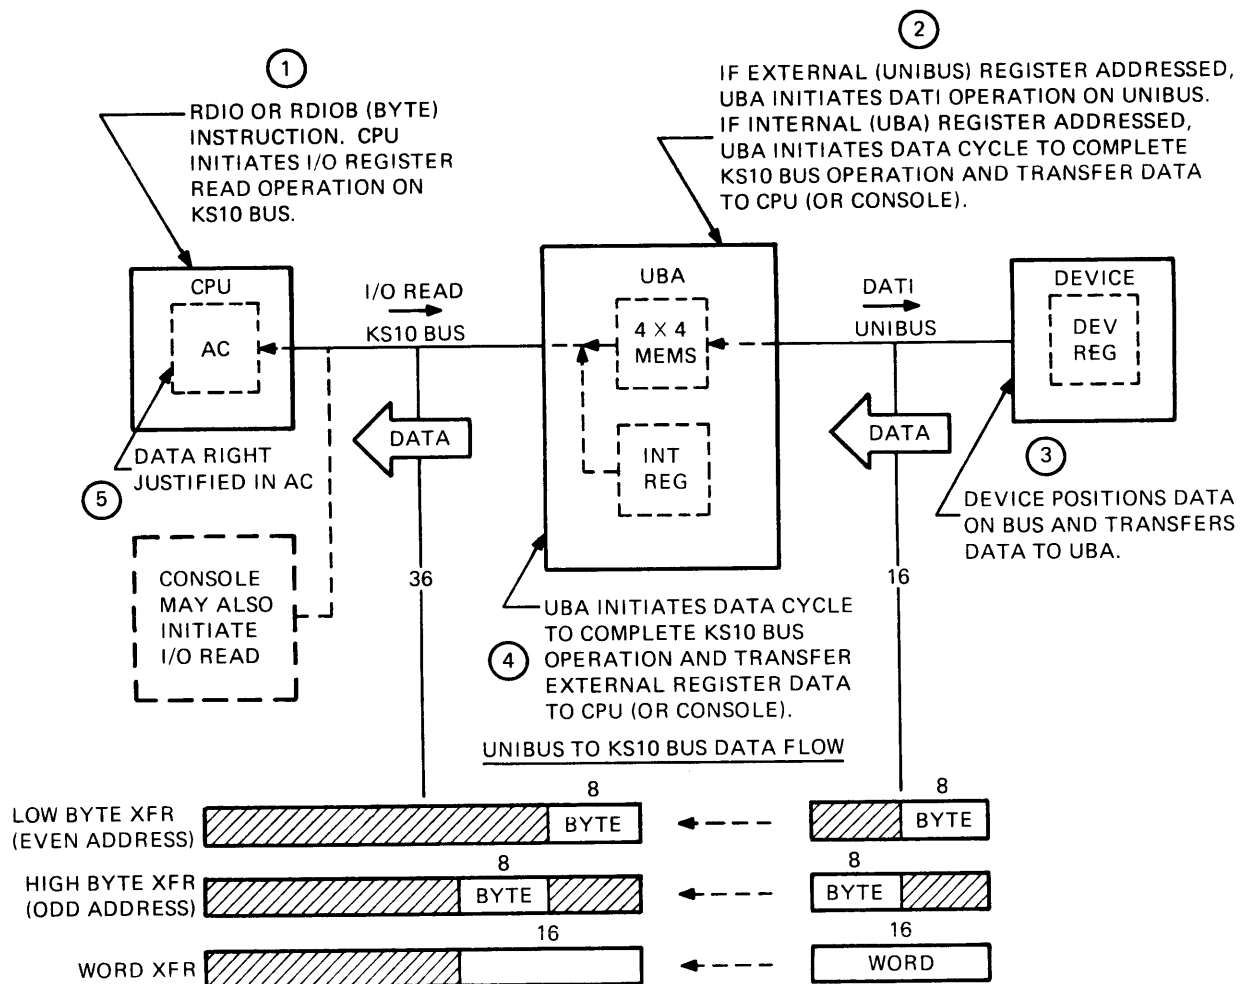 1
RDIO OR RDIOB (BYTE)
INSTRUCTION. CPU
INITIATES I/O REGISTER
READ OPERATION ON
KS10 BUS.
2
IF EXTERNAL (UNIBUS) REGISTER ADDRESSED,
UBA INITIATES DATI OPERATION ON UNIBUS.
IF INTERNAL (UBA) REGISTER ADDRESSED,
UBA INITIATES DATA CYCLE TO COMPLETE
KS10 BUS OPERATION AND TRANSFER DATA
TO CPU (OR CONSOLE).
CPU
AC
I/O READ
KS10 BUS
DATA
UBA
4 X 4
MEMS
INT
REG
DATI
UNIBUS
DATA
DEVICE
DEV
REG
3
DEVICE POSITIONS DATA
ON BUS AND TRANSFERS
DATA TO UBA.
5
DATA RIGHT
JUSTIFIED IN AC
CONSOLE
MAY ALSO
INITIATE
I/O READ
36
16
4
UBA INITIATES DATA CYCLE
TO COMPLETE KS10 BUS
OPERATION AND TRANSFER
EXTERNAL REGISTER DATA
TO CPU (OR CONSOLE).
UNIBUS TO KS10 BUS DATA FLOW
LOW BYTE XFR
(EVEN ADDRESS)
8
BYTE
8
BYTE
HIGH BYTE XFR
(ODD ADDRESS)
8
BYTE
8
BYTE
WORD XFR
16
16
WORD